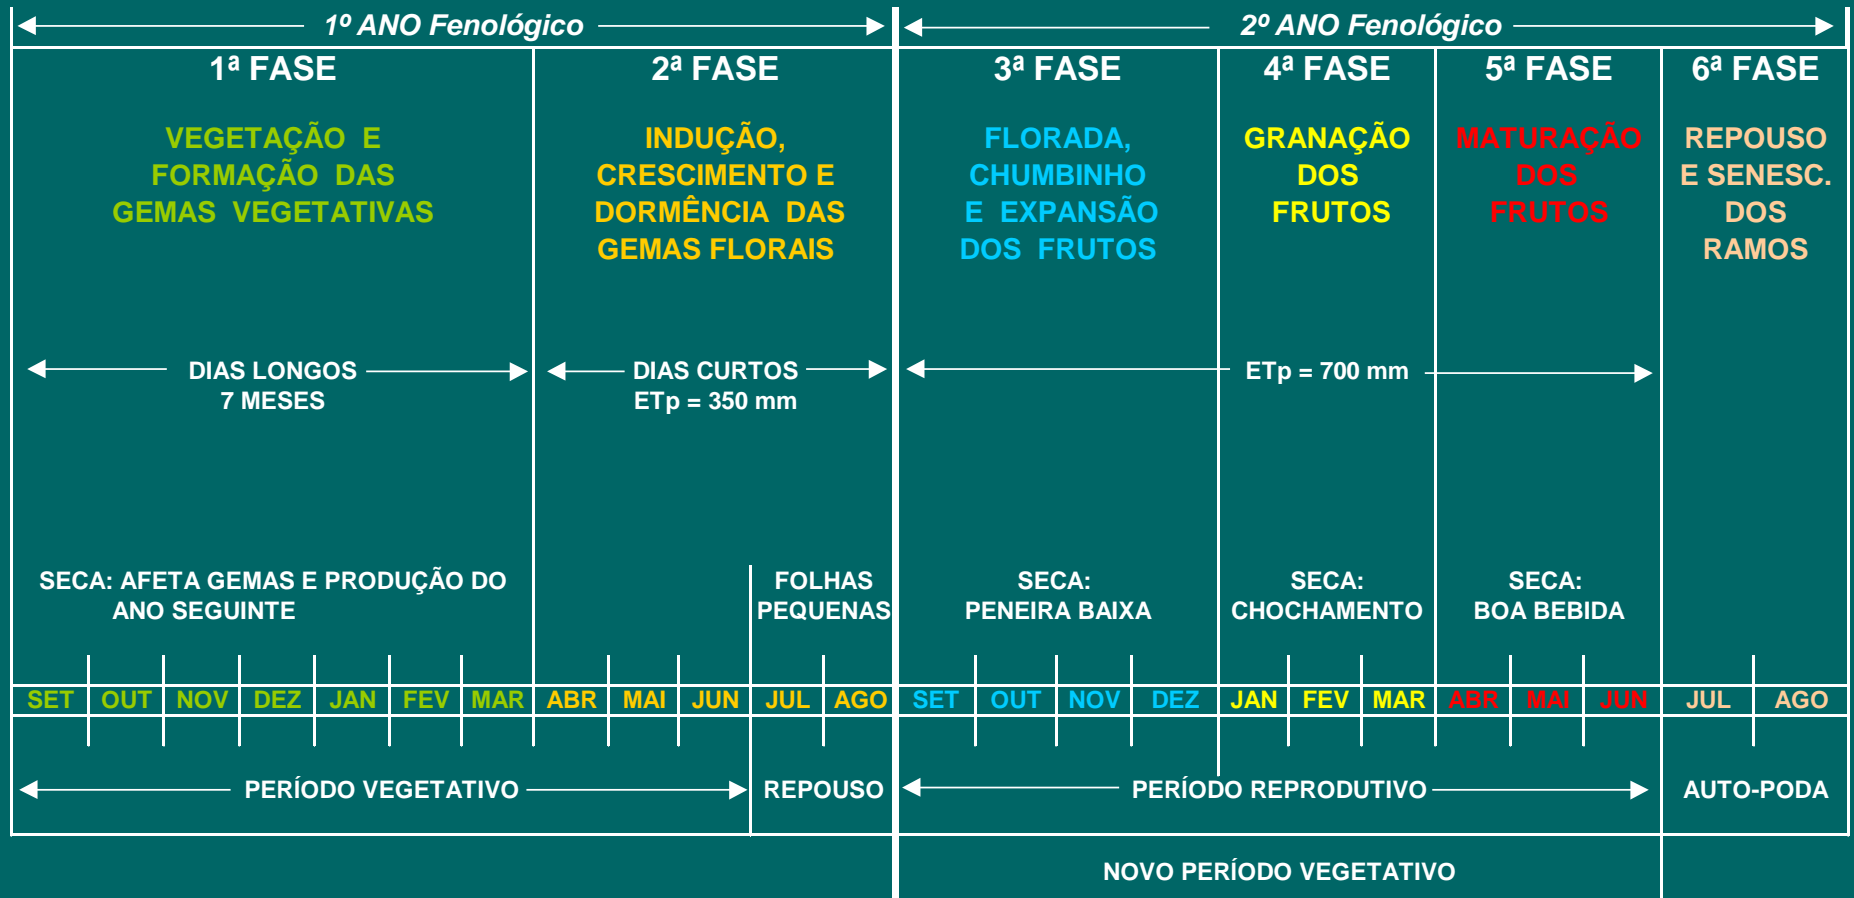 1º ANO Fenológico
2º ANO Fenológico
1ª FASE
2ª FASE
3ª FASE
4ª FASE
5ª FASE
6ª FASE
VEGETAÇÃO E
FORMAÇÃO DAS
GEMAS VEGETATIVAS
INDUÇÃO,
CRESCIMENTO E
DORMÊNCIA DAS
GEMAS FLORAIS
FLORADA,
CHUMBINHO
E EXPANSÃO
DOS FRUTOS
GRANAÇÃO
DOS
FRUTOS
MATURAÇÃO
DOS
FRUTOS
REPOUSO
E SENESC.
DOS
RAMOS
DIAS LONGOS
7 MESES
DIAS CURTOS
ETp = 350 mm
ETp = 700 mm
SECA: AFETA GEMAS E PRODUÇÃO DO
ANO SEGUINTE
FOLHAS
PEQUENAS
SECA:
PENEIRA BAIXA
SECA:
CHOCHAMENTO
SECA:
BOA BEBIDA
SET OUT NOV DEZ JAN FEV MAR ABR MAI JUN JUL AGO SET OUT NOV DEZ JAN FEV MAR ABR MAI JUN JUL AGO
PERÍODO VEGETATIVO
REPOUSO
PERÍODO REPRODUTIVO
AUTO-PODA
NOVO PERÍODO VEGETATIVO